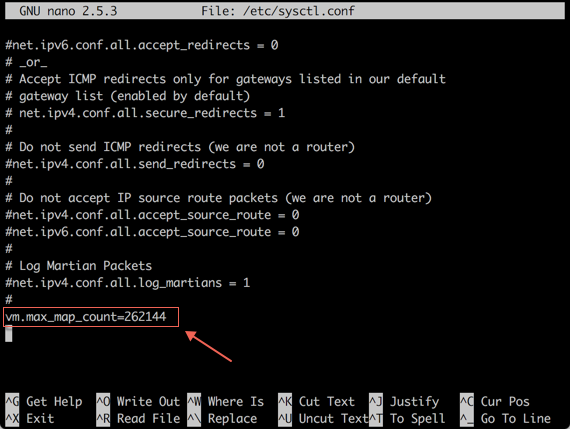 GNU nano 2.5.3 File: /etc/sysctl.conf
#net.ipv6.conf.all.accept_redirects = 0
# _or_
# Accept ICMP redirects only for gateways listed in our default
# gateway list (enabled by default)
# net.ipv4.conf.all.secure_redirects = 1
#
# Do not send ICMP redirects (we are not a router)
#net.ipv4.conf.all.send_redirects = 0
#
# Do not accept IP source route packets (we are not a router)
#net.ipv4.conf.all.accept_source_route = 0
#net.ipv6.conf.all.accept_source_route = 0
#
# Log Martian Packets
#net.ipv4.conf.all.log_martians = 1
#
vm.max_map_count=262144
^G Get Help ^O Write Out ^W Where Is ^K Cut Text ^J Justify ^C Cur Pos
^X Exit ^R Read File ^\ Replace ^U Uncut Text ^T To Spell ^_ Go To Line